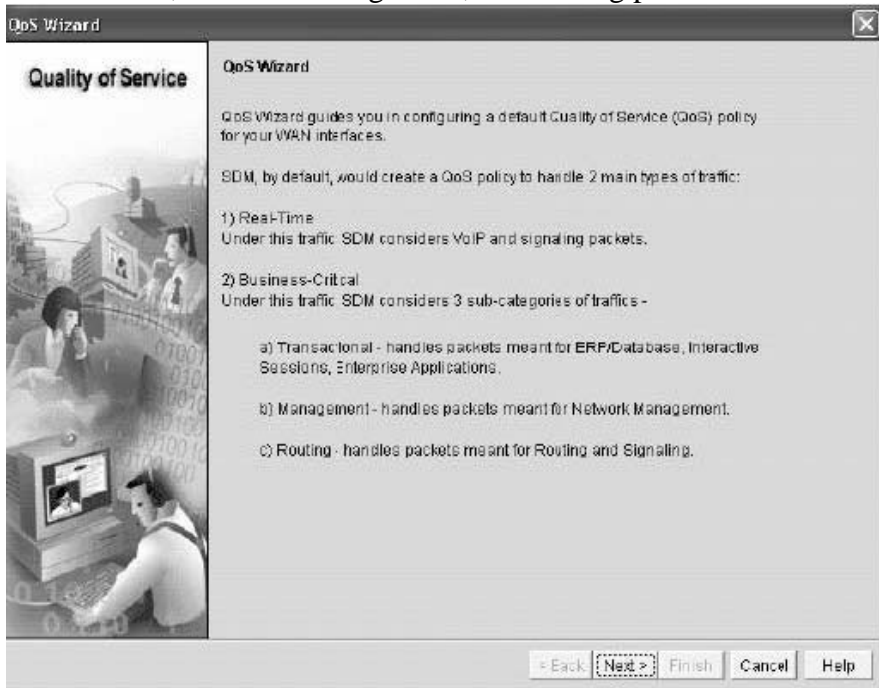 QoS Wizard
Quality of Service
QoS Wizard
QoS Wizard guides you in configuring a default Quality of Service (QoS) policy
for your WAN interfaces.
SDM, by default, would create a QoS policy to handle 2 main types of traffic:
1) Real-Time
Under this traffic SDM considers VoIP and signaling packets.
2) Business-Critcal
Under this traffic SDM considers 3 sub-categories of traffics -
a) Transactional - handles packets meant for ERP/Database, Interactive
Sessions, Enterprise Applications.
b) Management - handles packets meant for Network Management.
c) Routing - handles packets meant for Routing and Signaling.
< Back Next > Finish Cancel Help